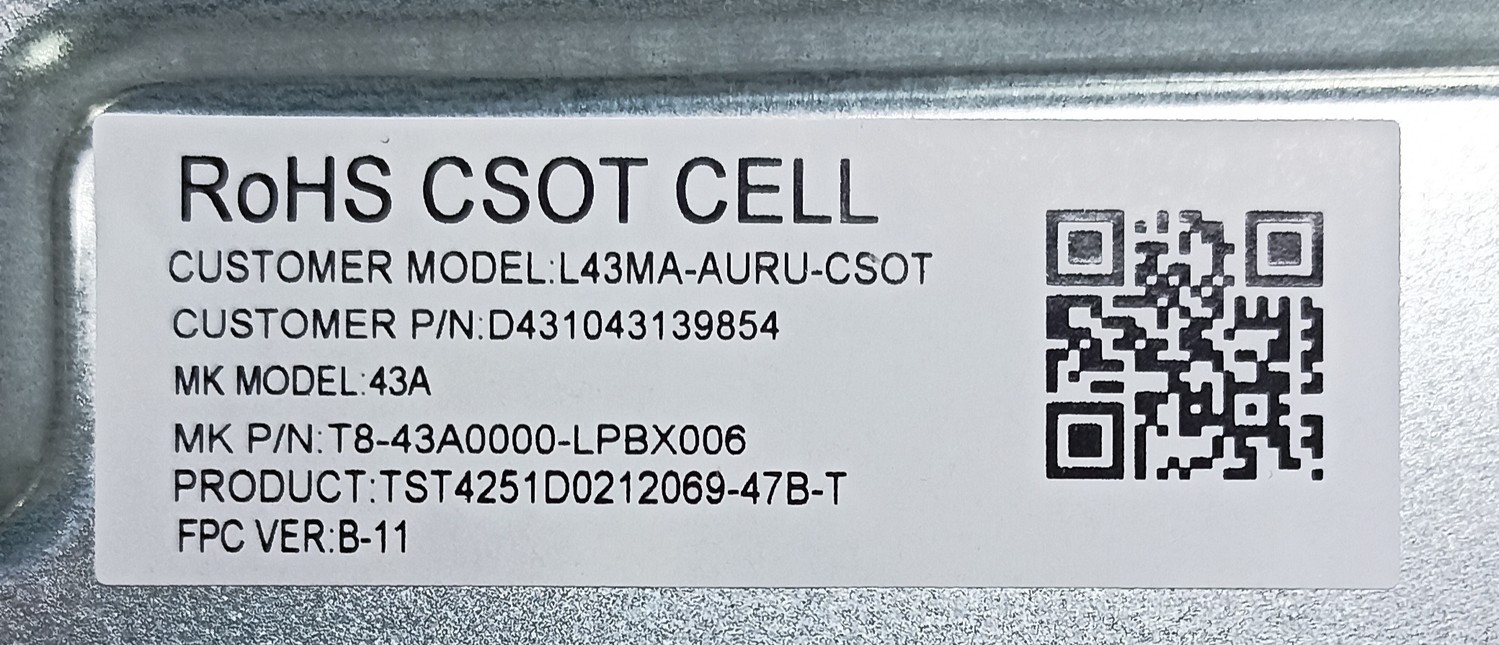 RoHS CSOT CELL
CUSTOMER MODEL:L43MA-AURU-CSOT
CUSTOMER P/N:D431043139854
MK MODEL:43A
MK P/N:T8-43A0000-LPBX006
PRODUCT:TST4251D0212069-47B-T
FPC VER:B-11